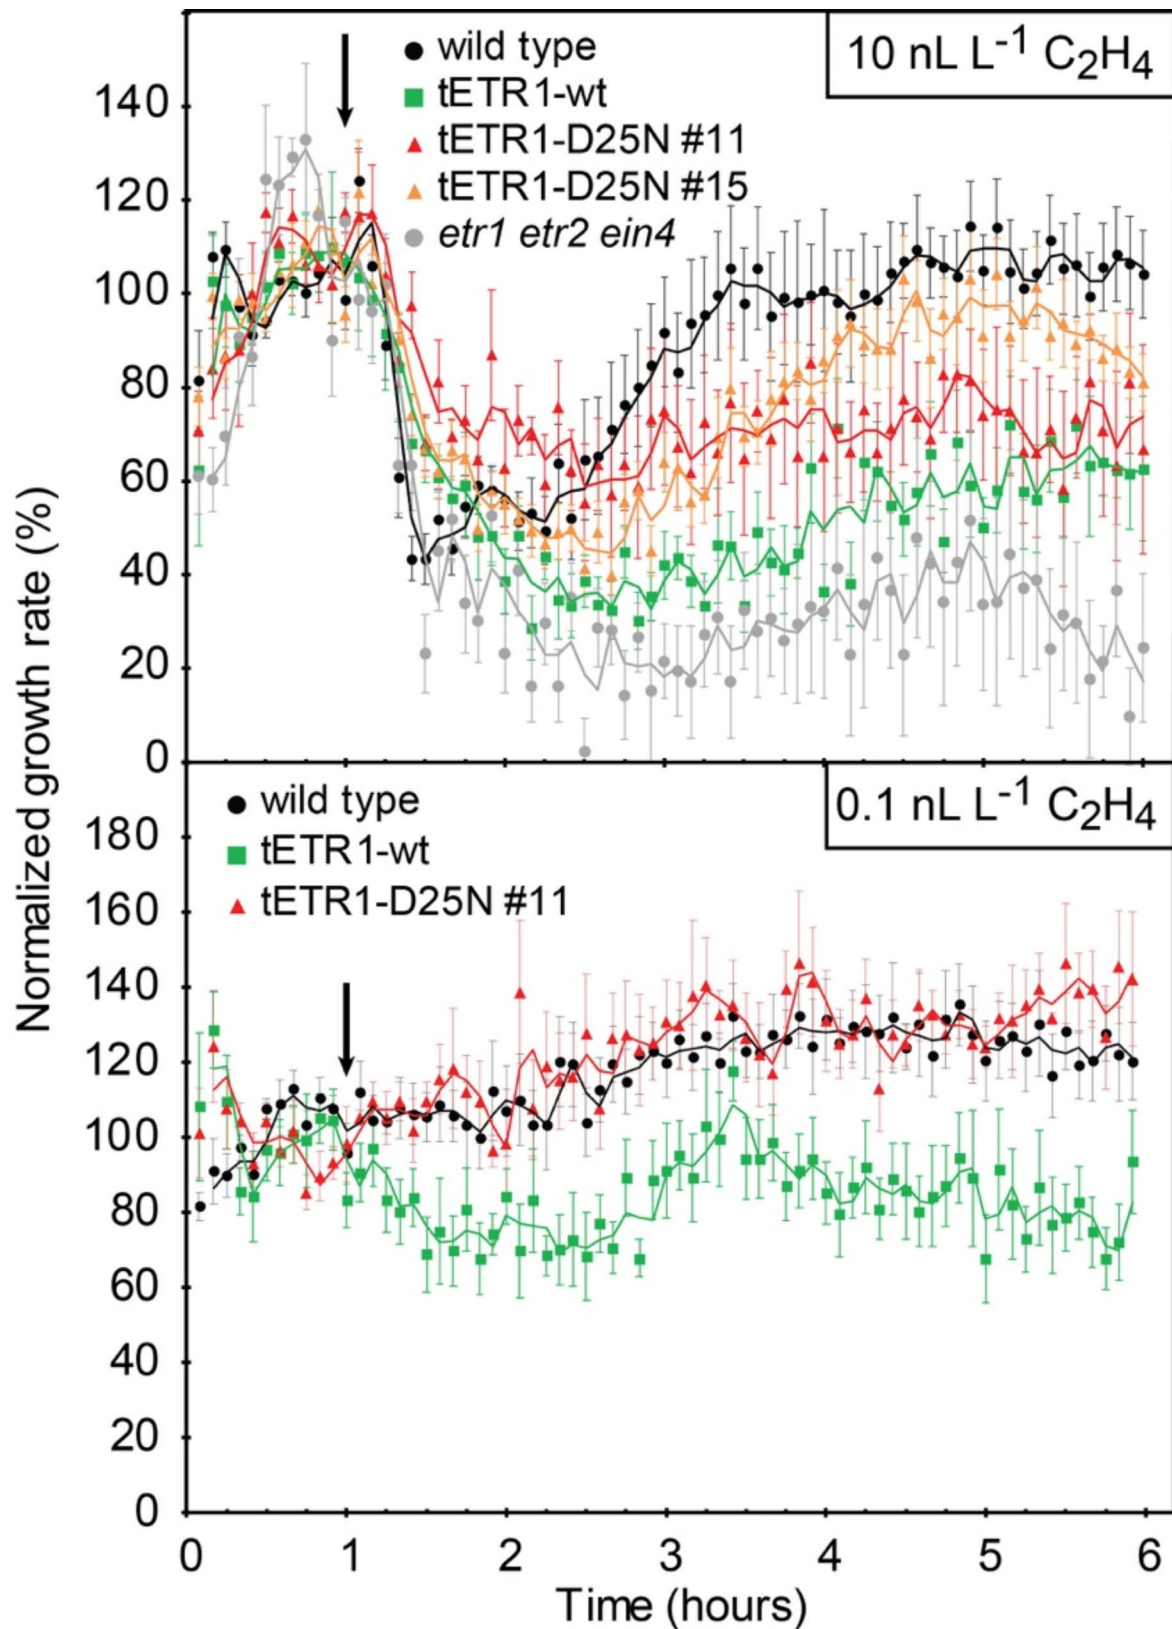 10 nL L⁻¹ C₂H₄
wild type
tETR1-wt
tETR1-D25N #11
tETR1-D25N #15
etr1 etr2 ein4
140
120
100
80
60
40
20
0
Normalized growth rate (%)
0.1 nL L⁻¹ C₂H₄
wild type
tETR1-wt
tETR1-D25N #11
180
160
140
120
100
80
60
40
20
0
0 1 2 3 4 5 6
Time (hours)